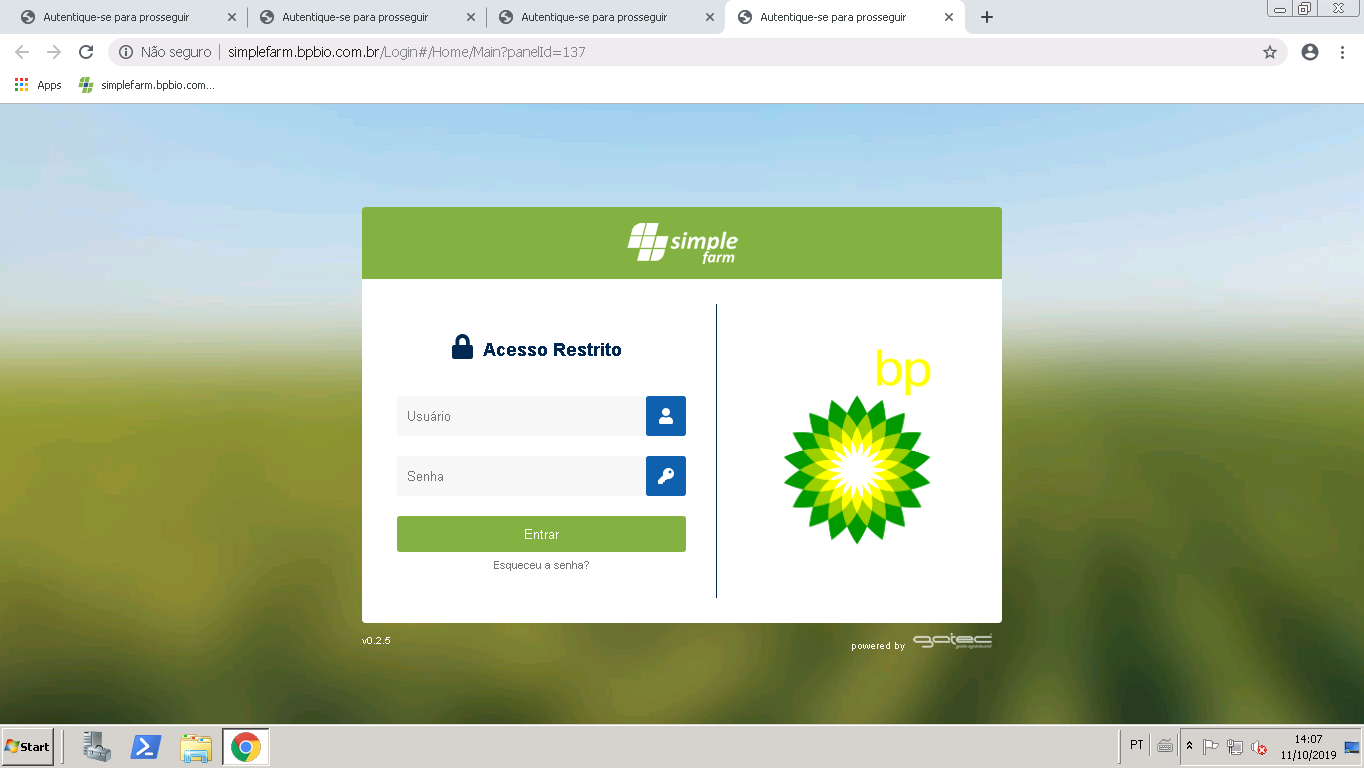 Autentique-se para prosseguir
Autentique-se para prosseguir
Autentique-se para prosseguir
Autentique-se para prosseguir
Não seguro | simplefarm.bpbio.com.br/Login#/Home/Main?panelId=137
Apps
simplefarm.bpbio.com...
simple
farm
Acesso Restrito
bp
Usuário
Senha
Entrar
Esqueceu a senha?
v0.2.5
powered by gatec
Start
PT
14:07
11/10/2019